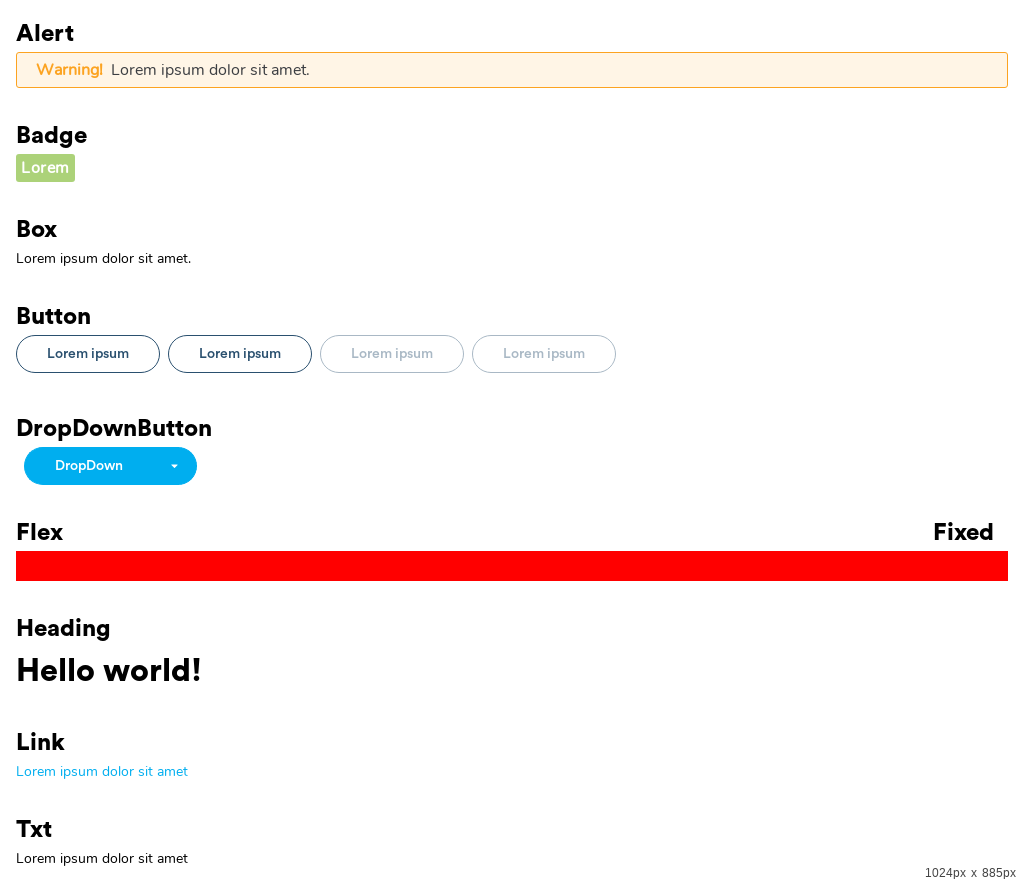 Alert
Warning! Lorem ipsum dolor sit amet.
Badge
Lorem
Box
Lorem ipsum dolor sit amet.
Button
Lorem ipsum Lorem ipsum Lorem ipsum Lorem ipsum
DropDownButton
DropDown
Flex Fixed
Heading
Hello world!
Link
Lorem ipsum dolor sit amet
Txt
Lorem ipsum dolor sit amet
1024px x 885px